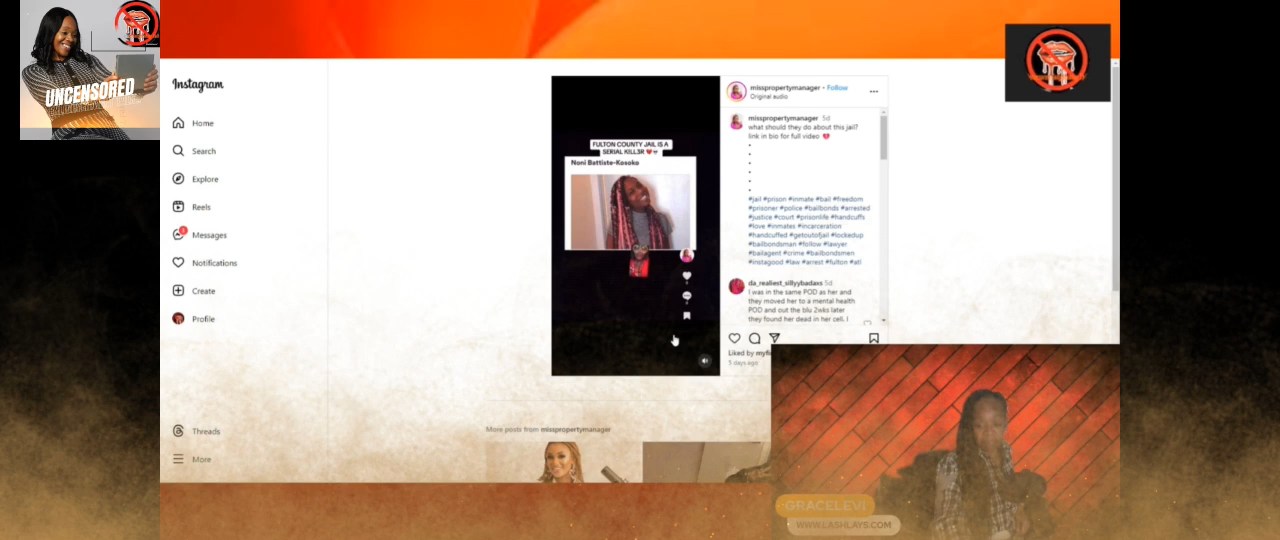 UNCENSORED
Instagram
Home
Search
Explore
Reels
Messages
Notifications
Create
Profile
Threads
More
FULTON COUNTY JAIL IS A
SERIAL KILL3R
Noni Battiste-Kosoko
misspropertymanager • Follow
Original audio
misspropertymanager 5d
what should they do about this jail?
link in bio for full video
#jail #prison #inmate #bail #freedom
#prisoner #police #bailbonds #arrested
#justice #court #prisonlife #handcuffs
#love #inmates #incarceration
#handcuffed #getoutofjail #lockedup
#bailbondsman #follow #lawyer
#bailagent #crime #bailbondsmen
#instagood #law #arrest #fulton #atl
da_realiest_sillyybadass 5d
I was in the same POD as her and
they moved her to a mental health
POD and out the blu 2wks later
they found her dead in her cell. I
Liked by
5 days ago
More posts from misspropertymanager
GRACELEVI
WWW.LASHLAYS.COM